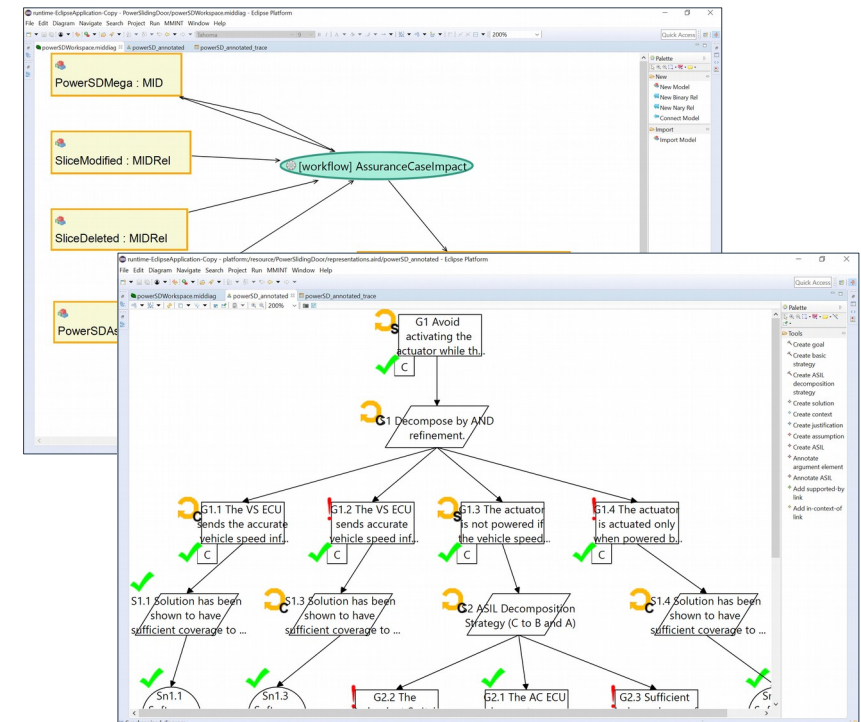 runtime-EclipseApplication-Copy - PowerSlidingDoor/powerSDWorkspace.middiag - Eclipse Platform
File Edit Diagram Navigate Search Project Run MMINT Window Help
Tahoma 9 200% Quick Access
powerSDWorkspace.middiag powerSD_annotated powerSD_annotated_trace
PowerSDMega : MID
SliceModified : MIDRel
SliceDeleted : MIDRel
PowerSDAs
[workflow] AssuranceCaseImpact
Palette
New
New Model
New Binary Rel
New Nary Rel
Connect Model
Import
Import Model
runtime-EclipseApplication-Copy - platform:/resource/PowerSlidingDoor/representations.aird/powerSD_annotated - Eclipse Platform
File Edit Diagram Navigate Search Project Run MMINT Window Help
Quick Access
powerSDWorkspace.middiag powerSD_annotated powerSD_annotated_trace
200%
S
G1 Avoid
activating the
actuator while th..
C
C
S1 Decompose by AND
refinement.
C
G1.1 The VS ECU
sends the accurate
vehicle speed inf..
C
G1.2 The VS ECU
sends accurate
vehicle speed inf..
C
S
G1.3 The actuator
is not powered if
the vehicle speed..
C
G1.4 The actuator
is actuated only
when powered b..
C
S1.1 Solution has been
shown to have
sufficient coverage to ...
C
S1.3 Solution has been
shown to have
sufficient coverage to ...
C
S2 ASIL Decomposition
Strategy (C to B and A)
C
S1.4 Solution has been
shown to have
sufficient coverage to ...
Sn1.1
Sn1.3
G2.2 The
G2.1 The AC ECU
G2.3 Sufficient
Palette
Tools
Create goal
Create basic
strategy
Create ASIL
decomposition
strategy
Create solution
Create context
Create justification
Create assumption
Create ASIL
Annotate
argument element
Annotate ASIL
Add supported-by
link
Add in-context-of
link